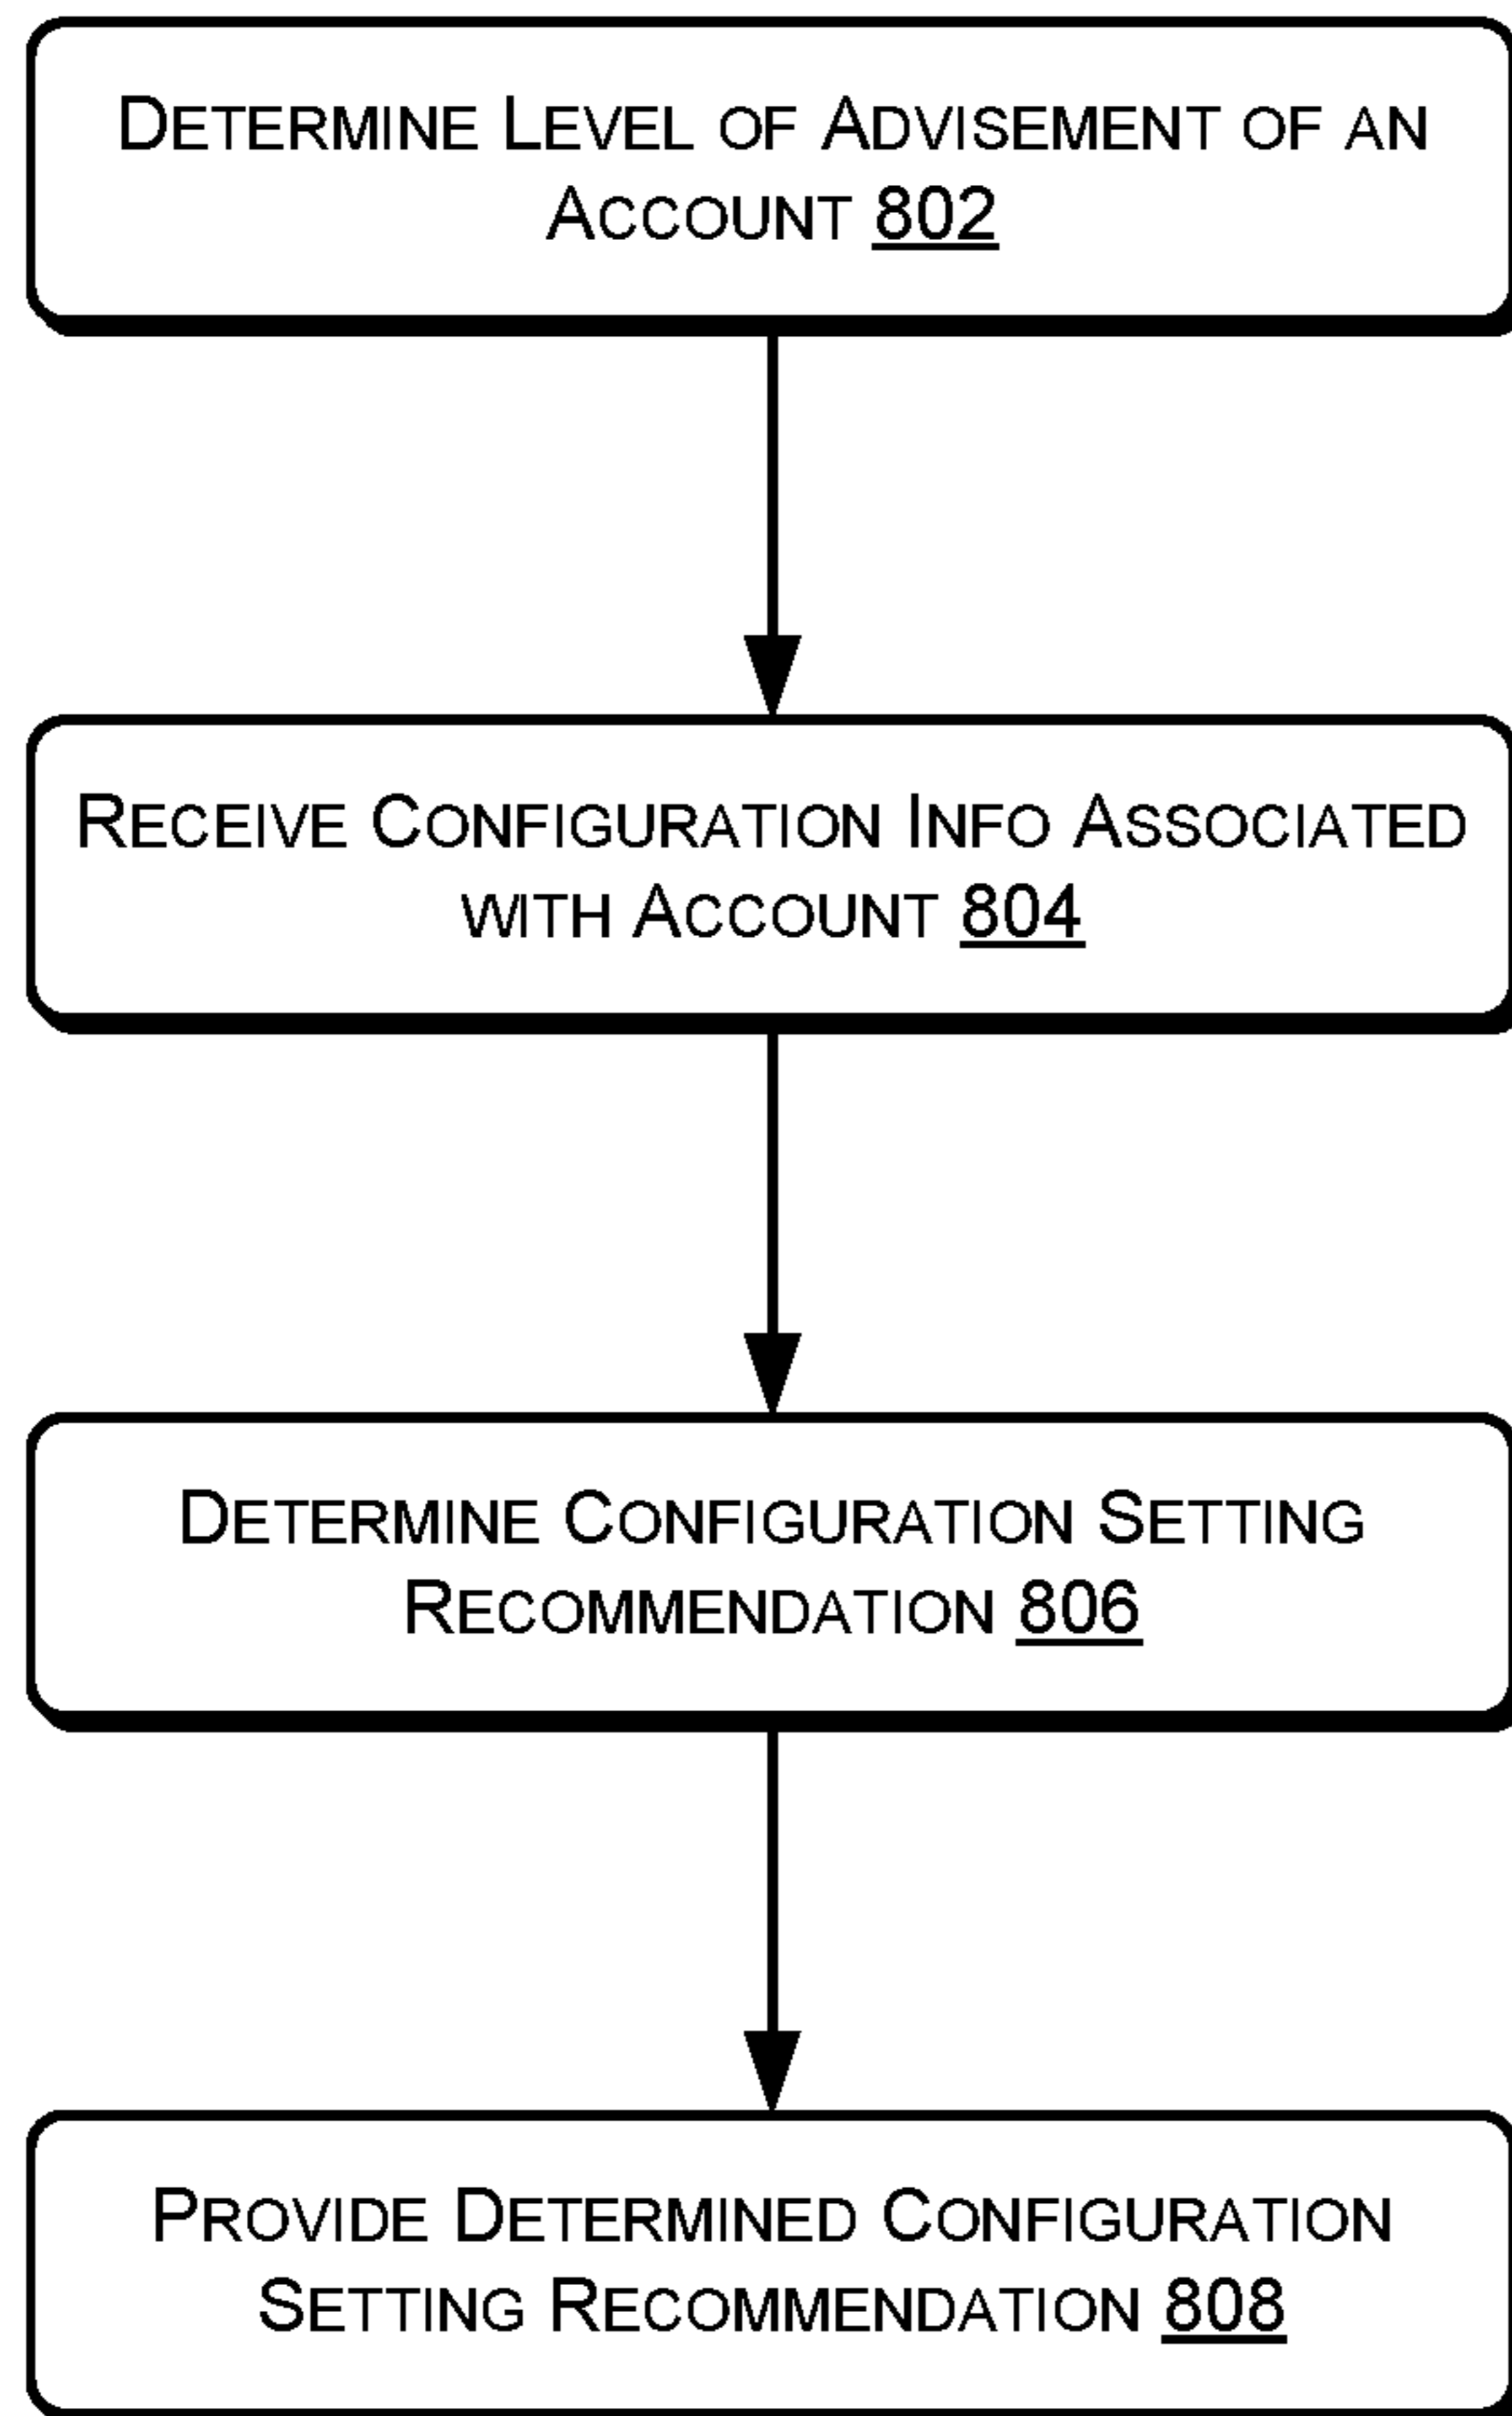 DETERMINE LEVEL OF ADVISEMENT OF AN
ACCOUNT 802
RECEIVE CONFIGURATION INFO ASSOCIATED
WITH ACCOUNT 804
DETERMINE CONFIGURATION SETTING
RECOMMENDATION 806
PROVIDE DETERMINED CONFIGURATION
SETTING RECOMMENDATION 808